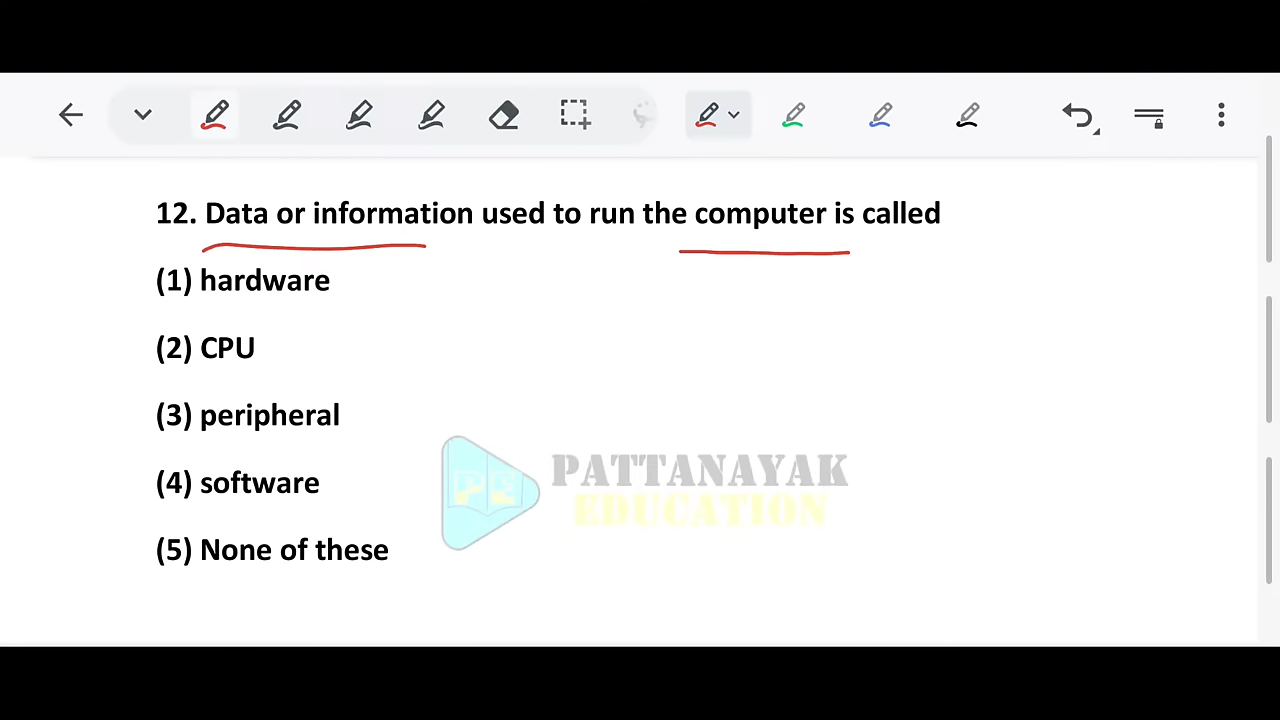 12. Data or information used to run the computer is called
(1) hardware
(2) CPU
(3) peripheral
(4) software
(5) None of these
PE
PATTANAYAK
EDUCATION